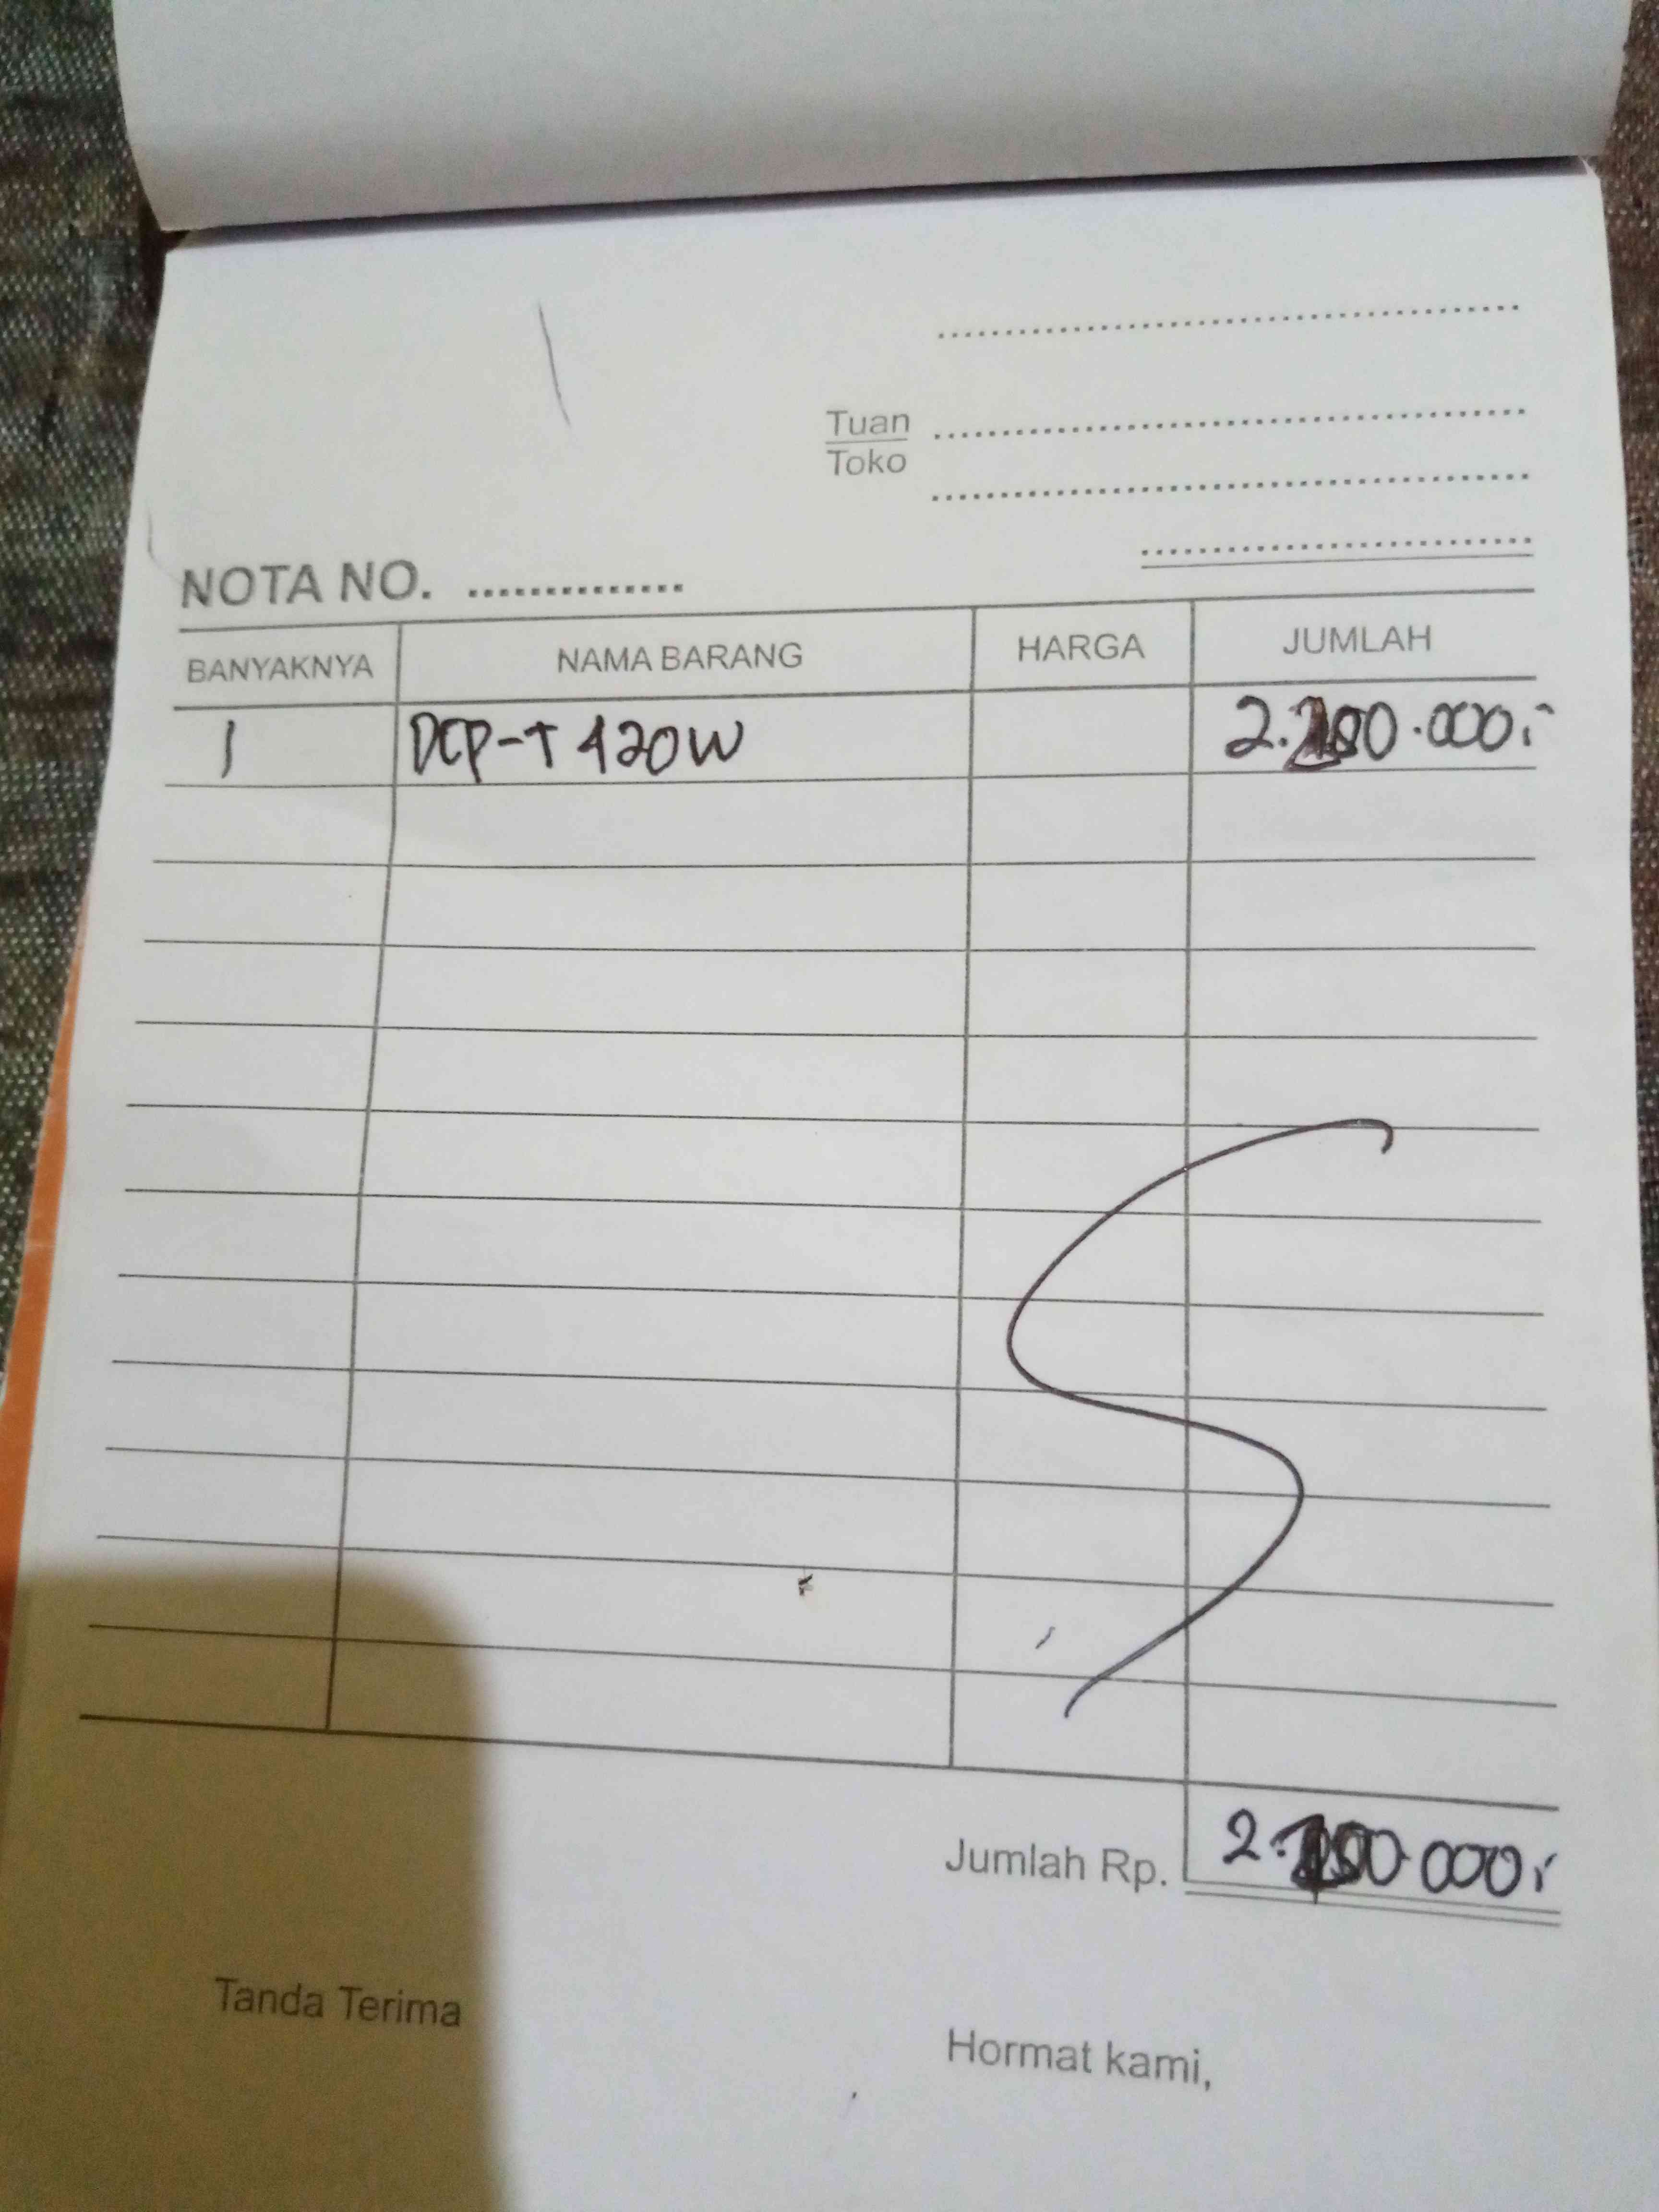 Tuan
Toko
NOTA NO. ..............
BANYAKNYA NAMA BARANG HARGA JUMLAH
1 DCP-T420W
Jumlah Rp.
Tanda Terima
Hormat kami,